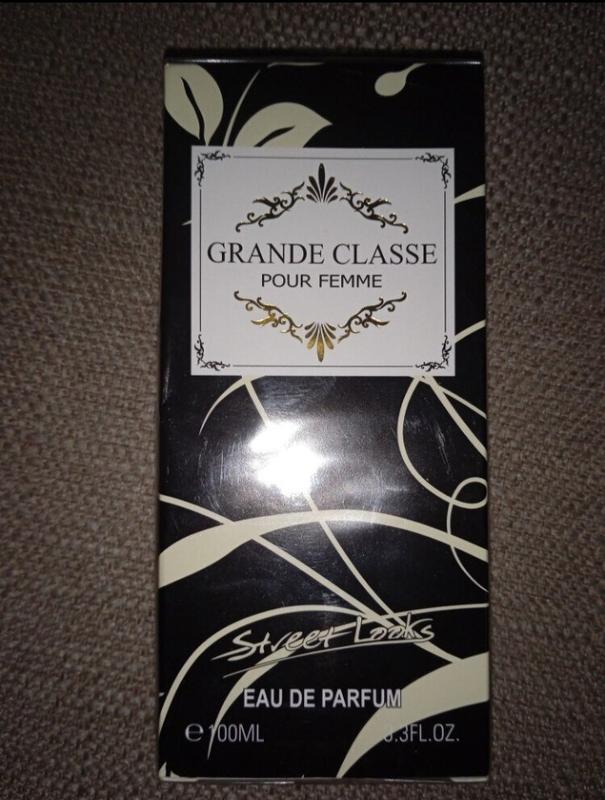 GRANDE CLASSE
POUR FEMME
Street Looks
EAU DE PARFUM
℮100ML 3.3FL.OZ.